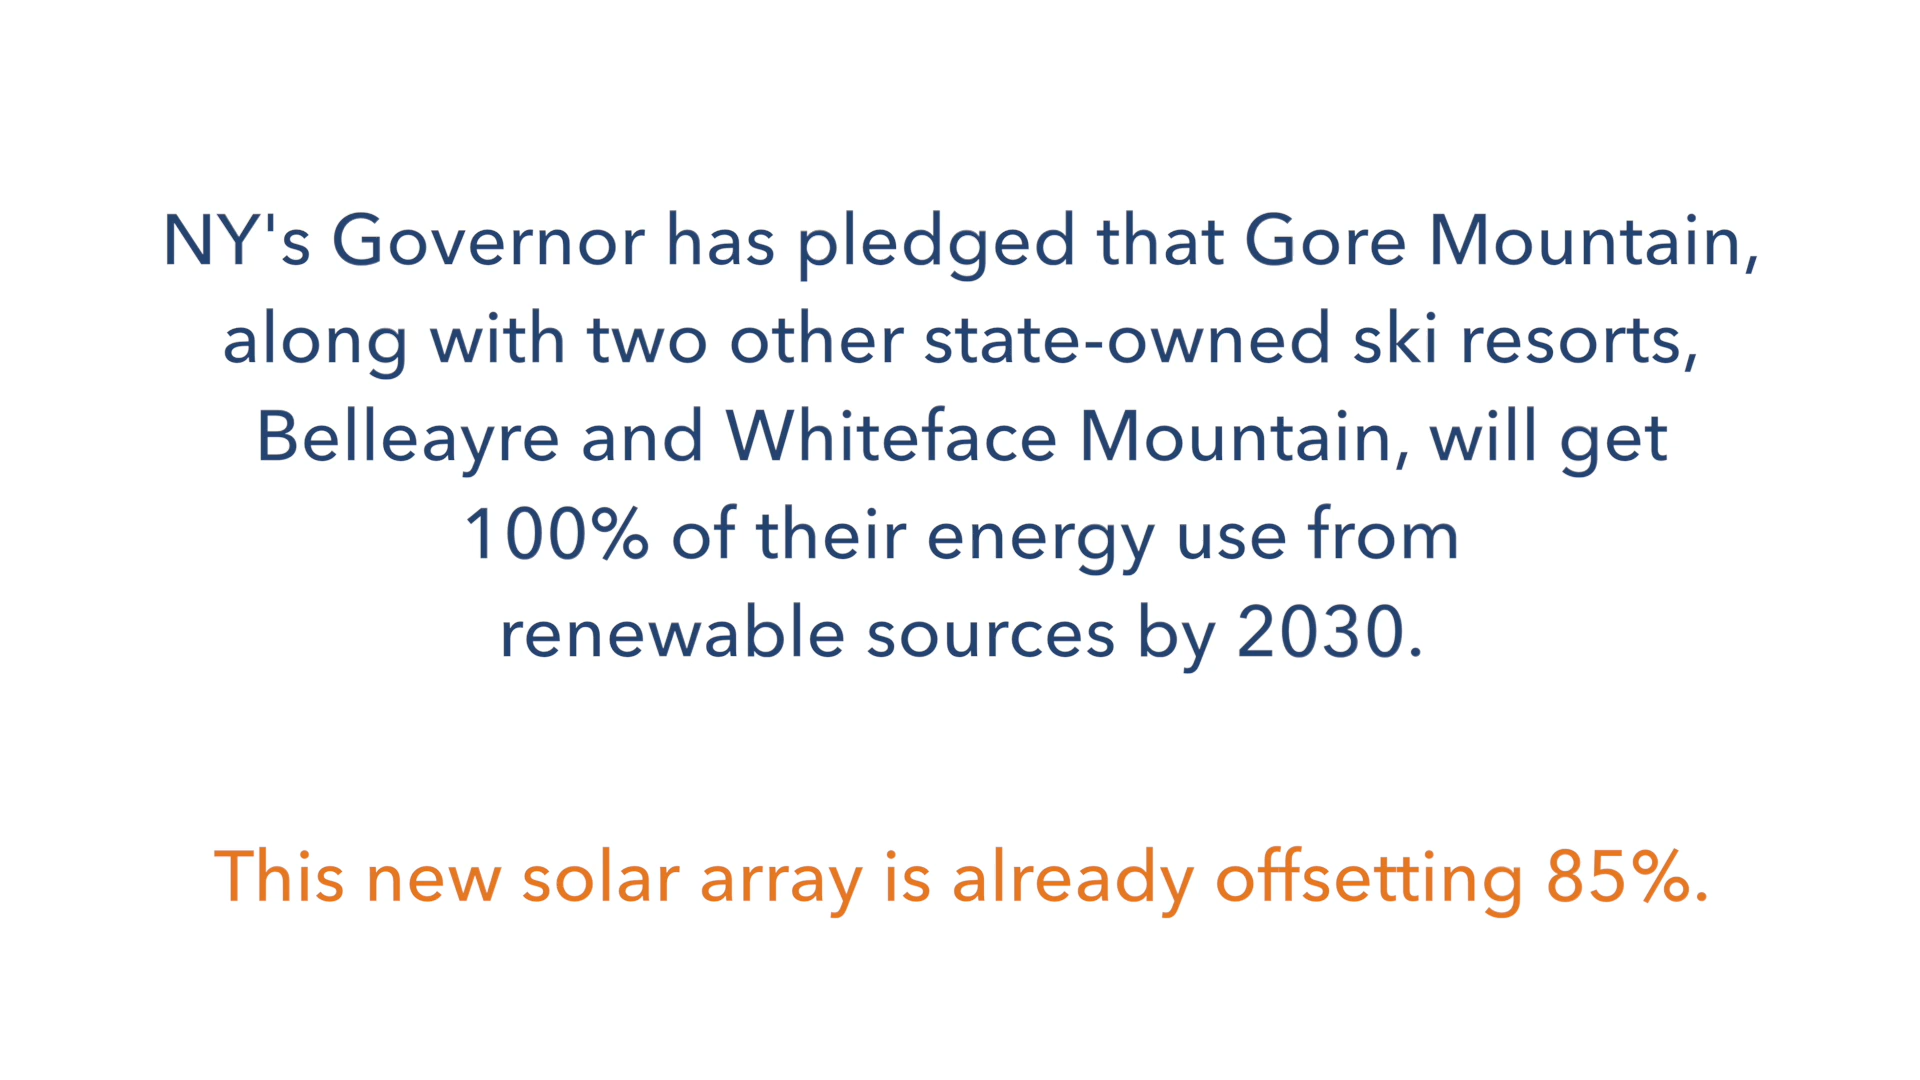 NY's Governor has pledged that Gore Mountain,
along with two other state-owned ski resorts,
Belleayre and Whiteface Mountain, will get
100% of their energy use from
renewable sources by 2030.
This new solar array is already offsetting 85%.